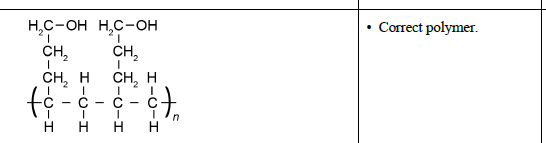 H₂C–OH H₂C–OH • Correct polymer.
CH₂ CH₂
CH₂ H CH₂ H
( C – C – C – C )n
H H H H